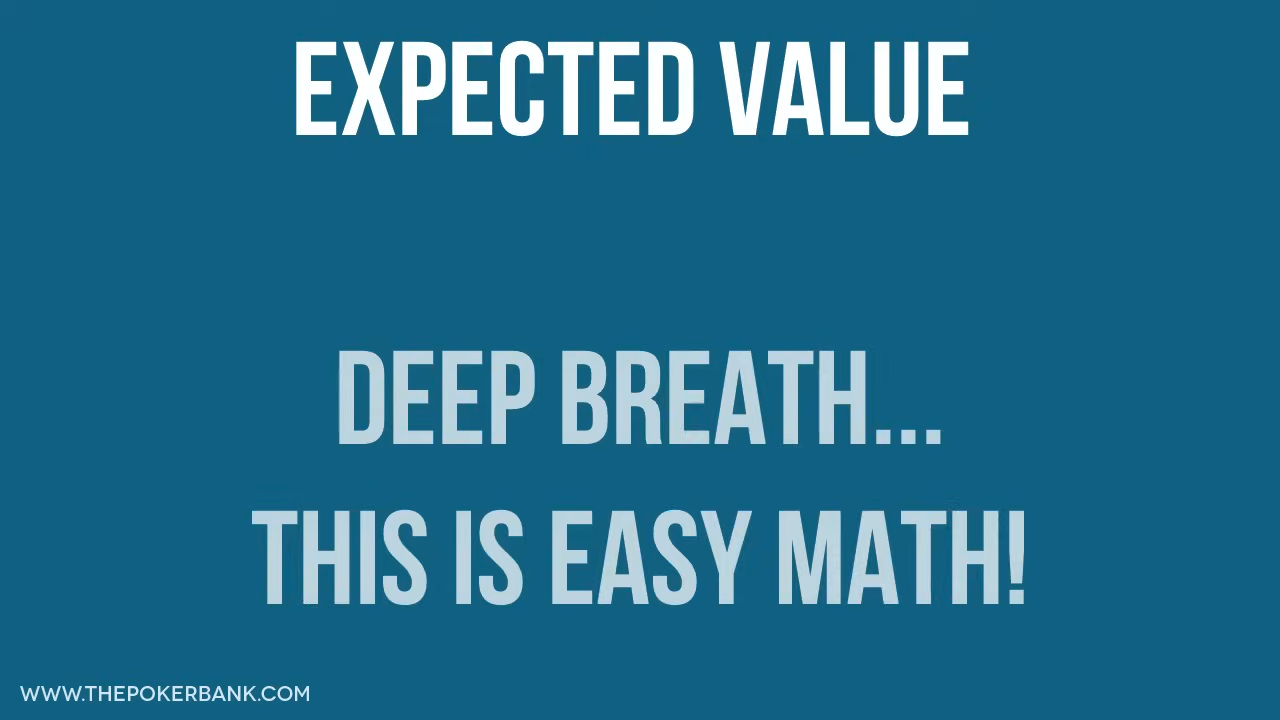 EXPECTED VALUE
DEEP BREATH...
THIS IS EASY MATH!
WWW.THEPOKERBANK.COM